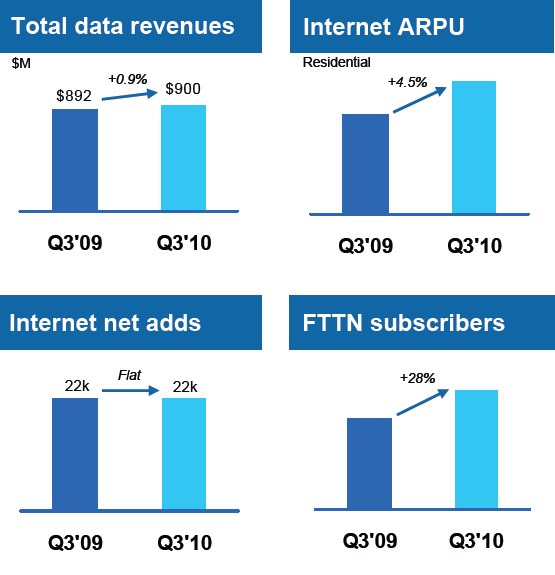 Total data revenues
$M
$892
+0.9%
$900
Q3'09
Q3'10
Internet ARPU
Residential
+4.5%
Q3'09
Q3'10
Internet net adds
22k
Flat
22k
Q3'09
Q3'10
FTTN subscribers
+28%
Q3'09
Q3'10